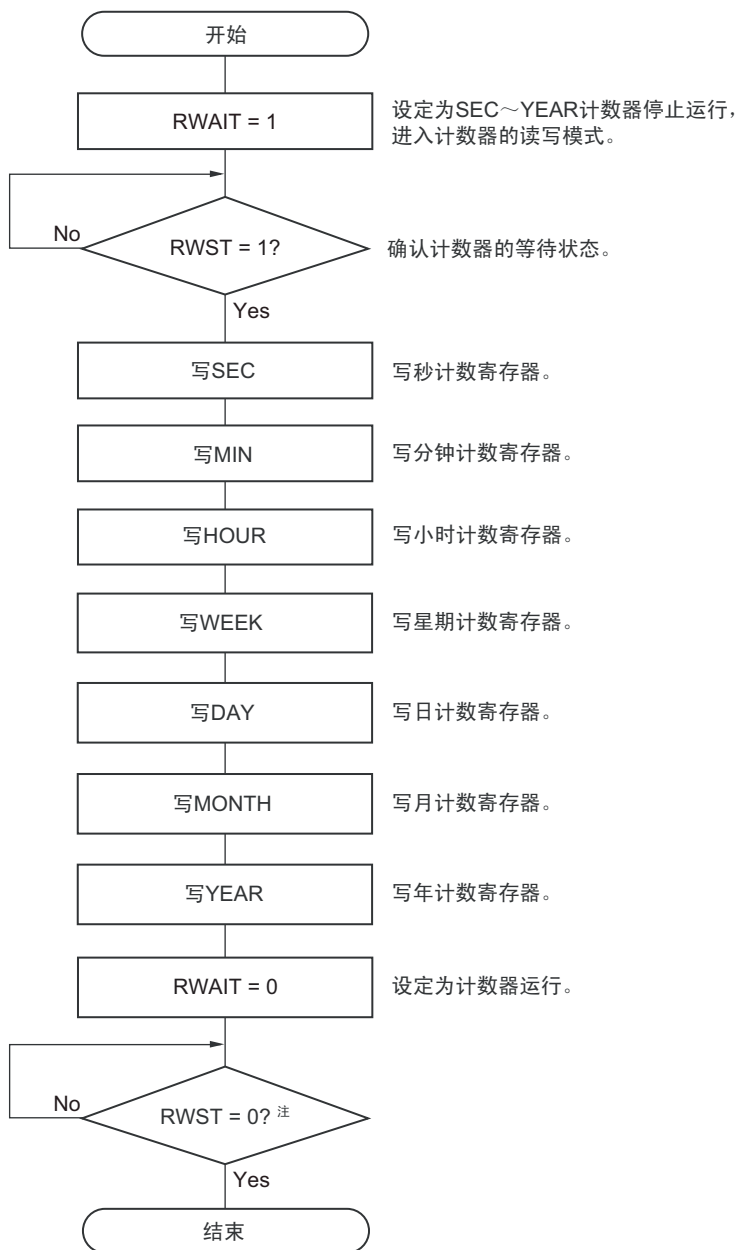 开始
RWAIT = 1
设定为SEC～YEAR计数器停止运行，
进入计数器的读写模式。
No
RWST = 1?
确认计数器的等待状态。
Yes
写SEC
写秒计数寄存器。
写MIN
写分钟计数寄存器。
写HOUR
写小时计数寄存器。
写WEEK
写星期计数寄存器。
写DAY
写日计数寄存器。
写MONTH
写月计数寄存器。
写YEAR
写年计数寄存器。
RWAIT = 0
设定为计数器运行。
No
RWST = 0? 注
Yes
结束